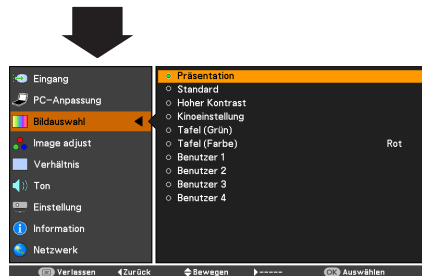 Eingang
PC-Anpassung
Bildauswahl
Image adjust
Verhältnis
Ton
Einstellung
Information
Netzwerk
Präsentation
Standard
Hoher Kontrast
Kinoeinstellung
Tafel (Grün)
Tafel (Farbe) Rot
Benutzer 1
Benutzer 2
Benutzer 3
Benutzer 4
Verlassen Zurück Bewegen ----- OK Auswählen